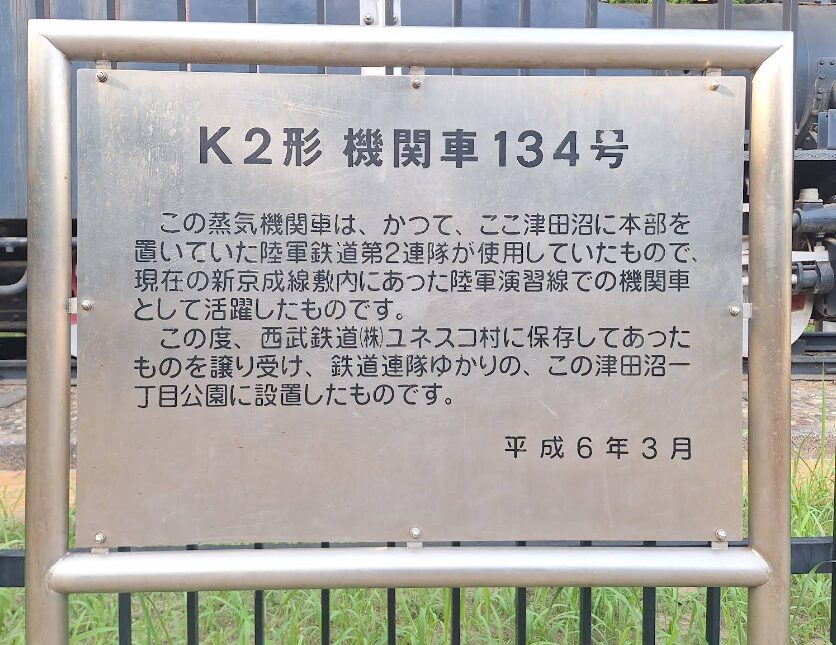 K2形 機関車134号
この蒸気機関車は、かつて、ここ津田沼に本部を
置いていた陸軍鉄道第2連隊が使用していたもので、
現在の新京成線敷内にあった陸軍演習線での機関車
として活躍したものです。
この度、西武鉄道㈱ユネスコ村に保存してあった
ものを譲り受け、鉄道連隊ゆかりの、この津田沼一
丁目公園に設置したものです。
平成6年3月